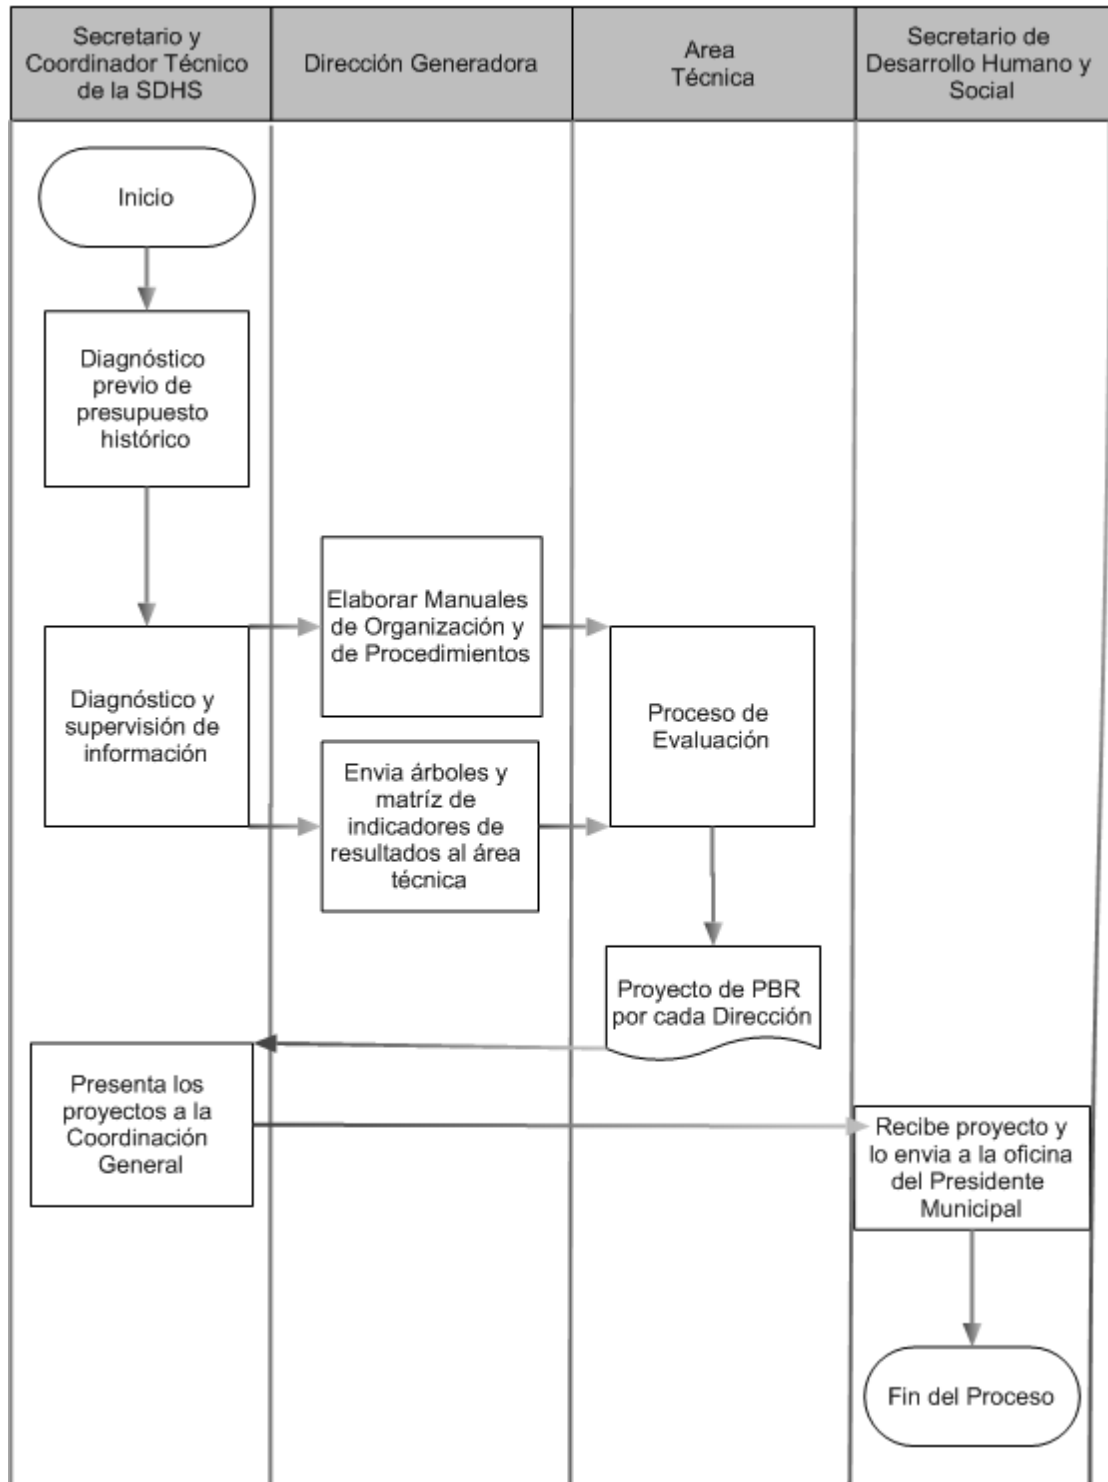 Secretario y
Coordinador Técnico
de la SDHS
Dirección Generadora
Area
Técnica
Secretario de
Desarrollo Humano y
Social
Inicio
Diagnóstico
previo de
presupuesto
histórico
Diagnóstico y
supervisión de
información
Elaborar Manuales
de Organización y
de Procedimientos
Envia árboles y
matríz de
indicadores de
resultados al área
técnica
Proceso de
Evaluación
Proyecto de PBR
por cada Dirección
Presenta los
proyectos a la
Coordinación
General
Recibe proyecto y
lo envia a la oficina
del Presidente
Municipal
Fin del Proceso